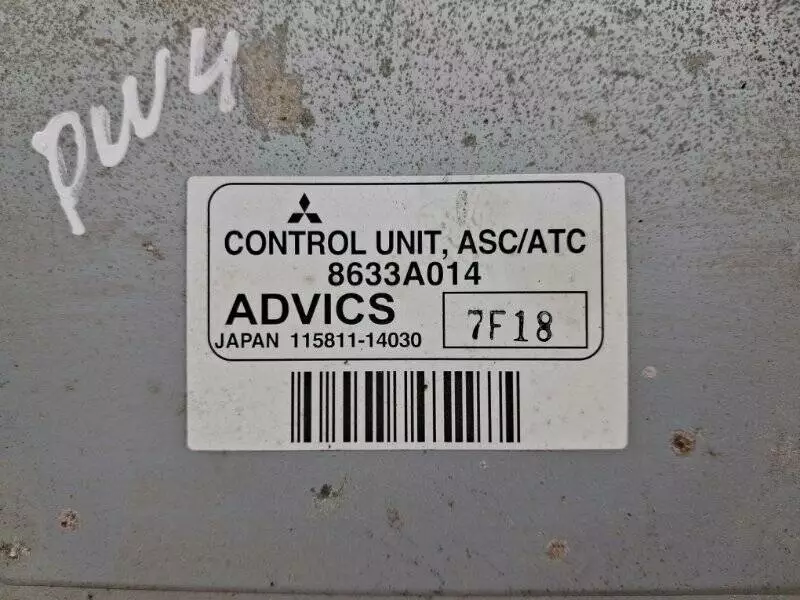 PW4
CONTROL UNIT, ASC/ATC
8633A014
ADVICS 7F18
JAPAN 115811-14030